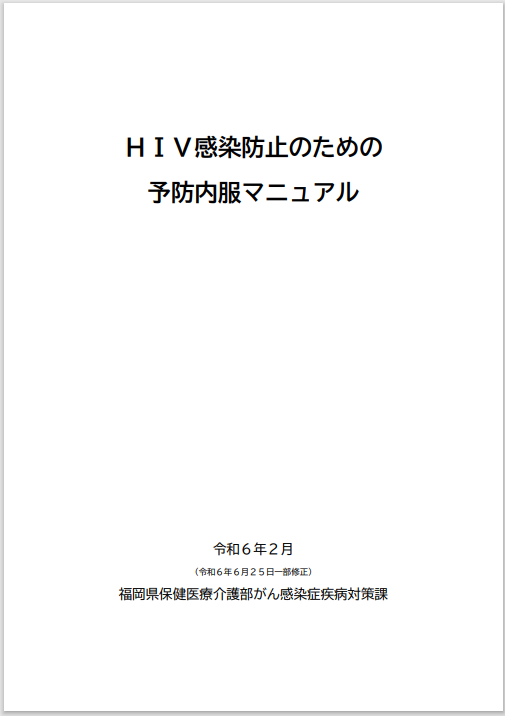 ＨＩＶ感染防止のための
予防内服マニュアル
令和６年２月
（令和６年６月２５日一部修正）
福岡県保健医療介護部がん感染症疾病対策課